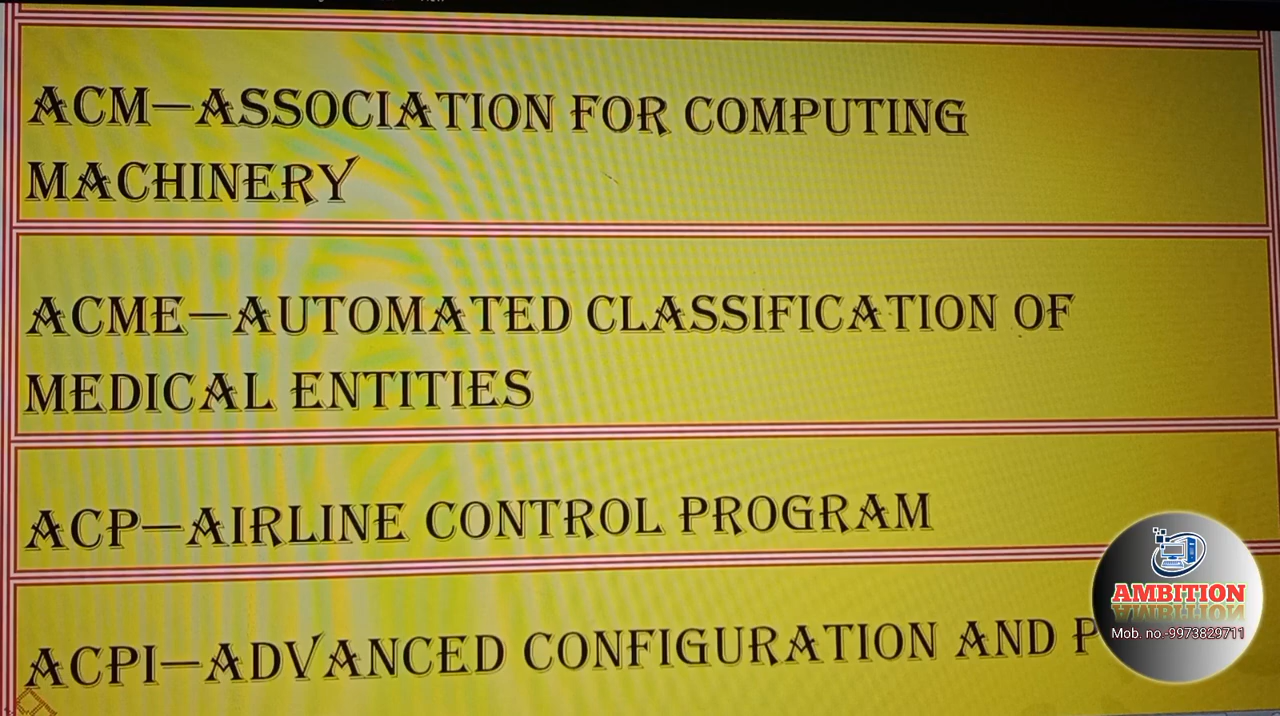 ACM—ASSOCIATION FOR COMPUTING
MACHINERY
ACME—AUTOMATED CLASSIFICATION OF
MEDICAL ENTITIES
ACP—AIRLINE CONTROL PROGRAM
ACPI—ADVANCED CONFIGURATION AND P
AMBITION
Mob. no.-9973829711